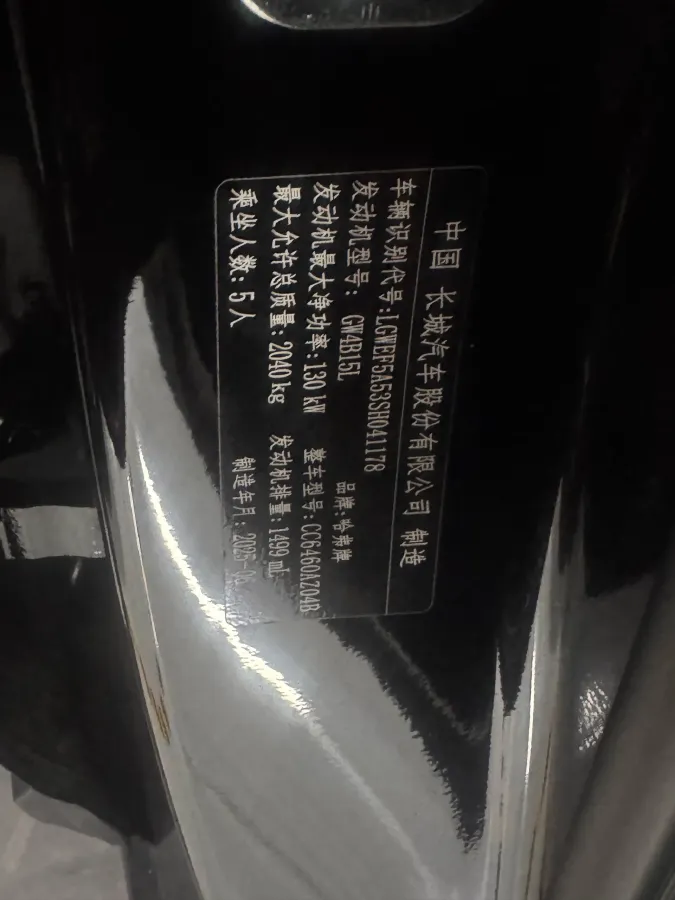 中国 长城汽车股份有限公司 制造
车辆识别代号:LGWEF5A53SH041178
发动机型号: GW4B15L 品牌:哈弗牌
发动机最大净功率:130 kW 整车型号:CC6460AZ04B
最大允许总质量:2040 kg 发动机排量:1499 mL
乘坐人数:5人 制造年月:2025-